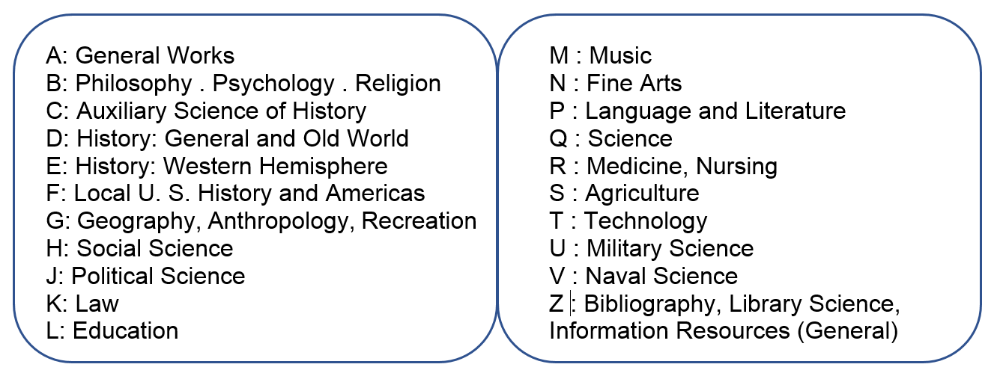 A: General Works
B: Philosophy . Psychology . Religion
C: Auxiliary Science of History
D: History: General and Old World
E: History: Western Hemisphere
F: Local U. S. History and Americas
G: Geography, Anthropology, Recreation
H: Social Science
J: Political Science
K: Law
L: Education
M : Music
N : Fine Arts
P : Language and Literature
Q : Science
R : Medicine, Nursing
S : Agriculture
T : Technology
U : Military Science
V : Naval Science
Z : Bibliography, Library Science,
Information Resources (General)